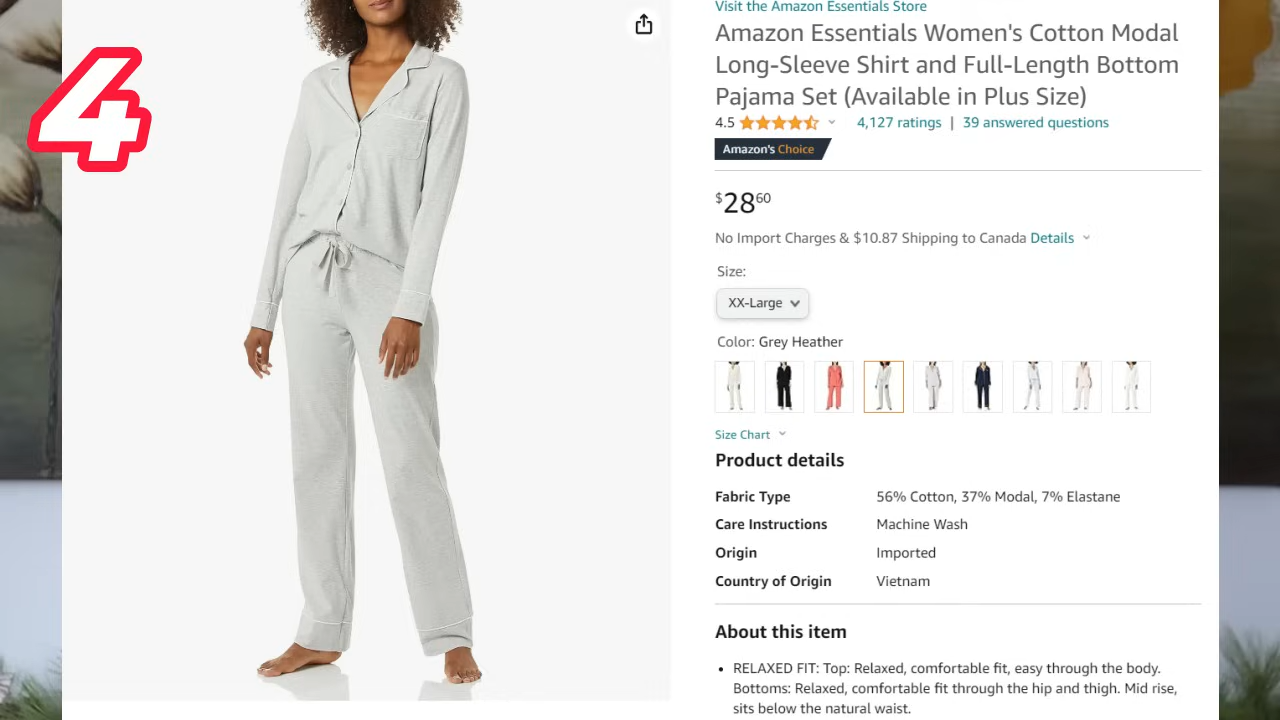 4
Visit the Amazon Essentials Store
Amazon Essentials Women's Cotton Modal
Long-Sleeve Shirt and Full-Length Bottom
Pajama Set (Available in Plus Size)
4.5 4,127 ratings | 39 answered questions
Amazon's Choice
$28 60
No Import Charges & $10.87 Shipping to Canada Details
Size:
XX-Large
Color: Grey Heather
Size Chart
Product details
Fabric Type 56% Cotton, 37% Modal, 7% Elastane
Care Instructions Machine Wash
Origin Imported
Country of Origin Vietnam
About this item
• RELAXED FIT: Top: Relaxed, comfortable fit, easy through the body.
Bottoms: Relaxed, comfortable fit through the hip and thigh. Mid rise,
sits below the natural waist.